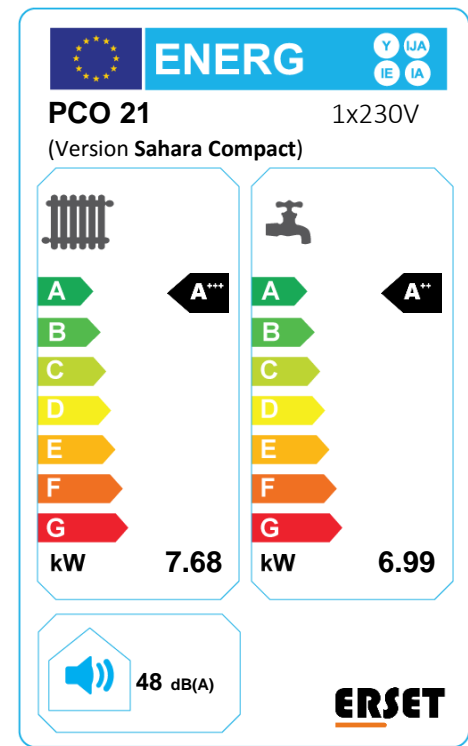 ENERG Y IJA IE IA
PCO 21 1x230V
(Version Sahara Compact)
A A+++
B
C
D
E
F
G
kW 7.68
A A++
B
C
D
E
F
G
kW 6.99
48 dB(A)
ERSET